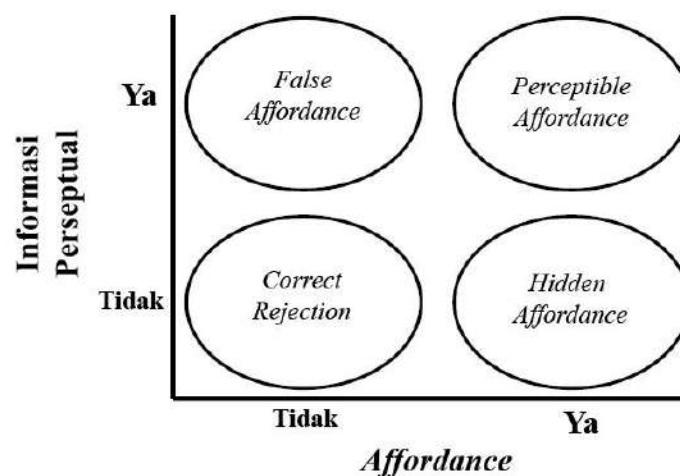 Informasi
Perseptual
Ya
False
Affordance
Perceptible
Affordance
Tidak
Correct
Rejection
Hidden
Affordance
Tidak
Ya
Affordance